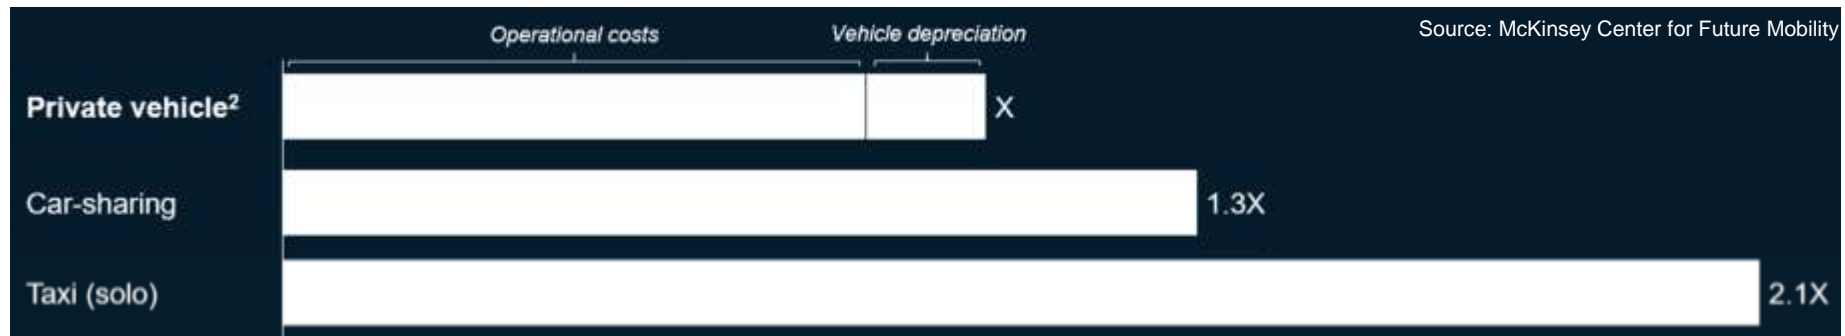 Operational costs
Vehicle depreciation
Source: McKinsey Center for Future Mobility
Private vehicle²
X
Car-sharing
1.3X
Taxi (solo)
2.1X